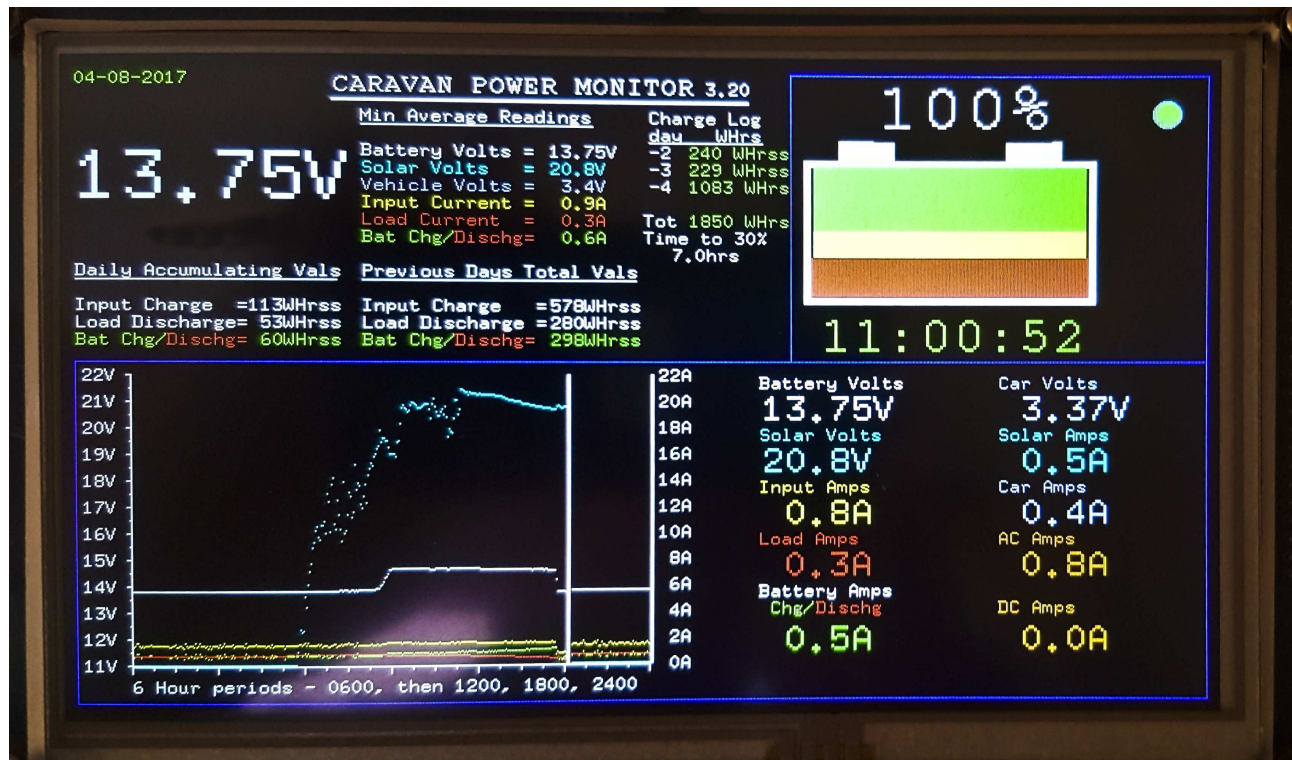 04-08-2017
CARAVAN POWER MONITOR 3.20
100%
13.75V
Min Average Readings
Battery Volts = 13.75V
Solar Volts = 20.8V
Vehicle Volts = 3.4V
Input Current = 0.9A
Load Current = 0.3A
Bat Chg/Dischg= 0.6A
Charge Log
day WHrs
-2 240 WHrss
-3 229 WHrss
-4 1083 WHrs
Tot 1850 WHrs
Time to 30%
7.0hrs
Daily Accumulating Vals
Input Charge =113WHrss
Load Discharge= 53WHrss
Bat Chg/Dischg= 60WHrss
Previous Days Total Vals
Input Charge =578WHrss
Load Discharge =280WHrss
Bat Chg/Dischg= 298WHrss
11:00:52
22V
21V
20V
19V
18V
17V
16V
15V
14V
13V
12V
11V
22A
20A
18A
16A
14A
12A
10A
8A
6A
4A
2A
0A
6 Hour periods - 0600, then 1200, 1800, 2400
Battery Volts
13.75V
Solar Volts
20.8V
Input Amps
0.8A
Load Amps
0.3A
Battery Amps
Chg/Dischg
0.5A
Car Volts
3.37V
Solar Amps
0.5A
Car Amps
0.4A
AC Amps
0.8A
DC Amps
0.0A